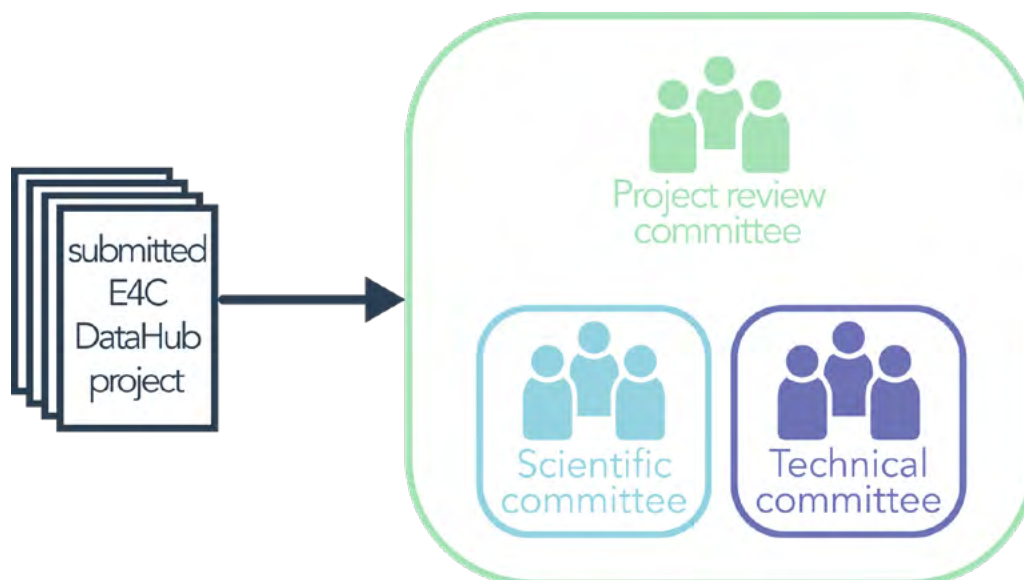 submitted
E4C
DataHub
project
Project review
committee
Scientific
committee
Technical
committee